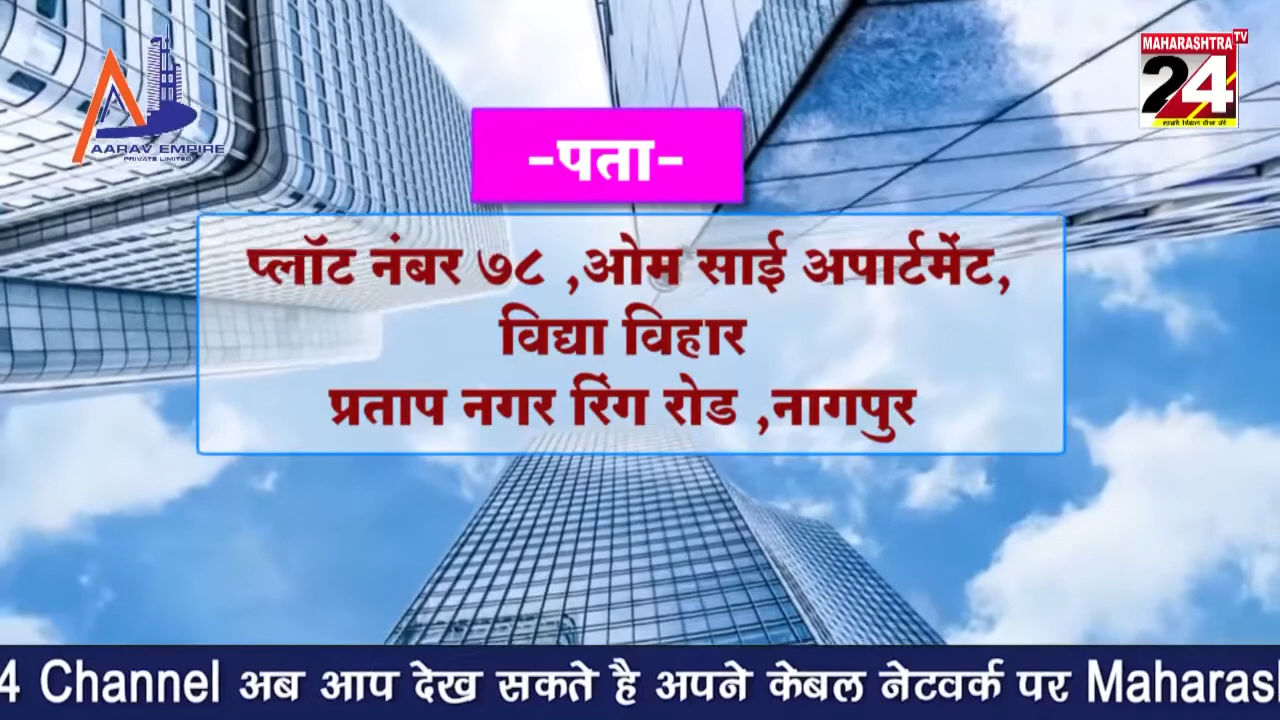 AARAV EMPIRE
PRIVATE LIMITED
MAHARASHTRA TV
24
-पता-
प्लॉट नंबर ७८ ,ओम साई अपार्टमेंट,
विद्या विहार
प्रताप नगर रिंग रोड ,नागपुर
4 Channel अब आप देख सकते है अपने केबल नेटवर्क पर Maharas